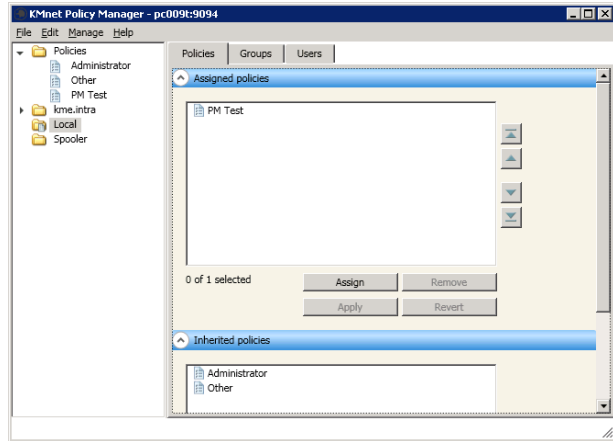 KMnet Policy Manager - pc009t:9094
File Edit Manage Help
Policies
Administrator
Other
PM Test
kme.intra
Local
Spooler
Policies Groups Users
Assigned policies
PM Test
0 of 1 selected
Assign Remove
Apply Revert
Inherited policies
Administrator
Other